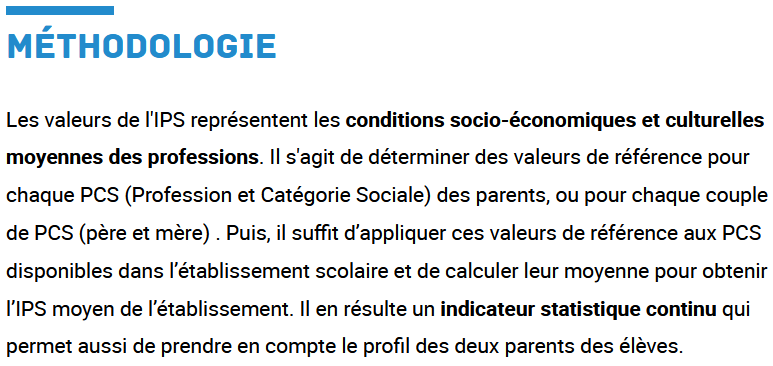 MÉTHODOLOGIE
Les valeurs de l'IPS représentent les conditions socio-économiques et culturelles
moyennes des professions. Il s'agit de déterminer des valeurs de référence pour
chaque PCS (Profession et Catégorie Sociale) des parents, ou pour chaque couple
de PCS (père et mère) . Puis, il suffit d’appliquer ces valeurs de référence aux PCS
disponibles dans l’établissement scolaire et de calculer leur moyenne pour obtenir
l’IPS moyen de l’établissement. Il en résulte un indicateur statistique continu qui
permet aussi de prendre en compte le profil des deux parents des élèves.